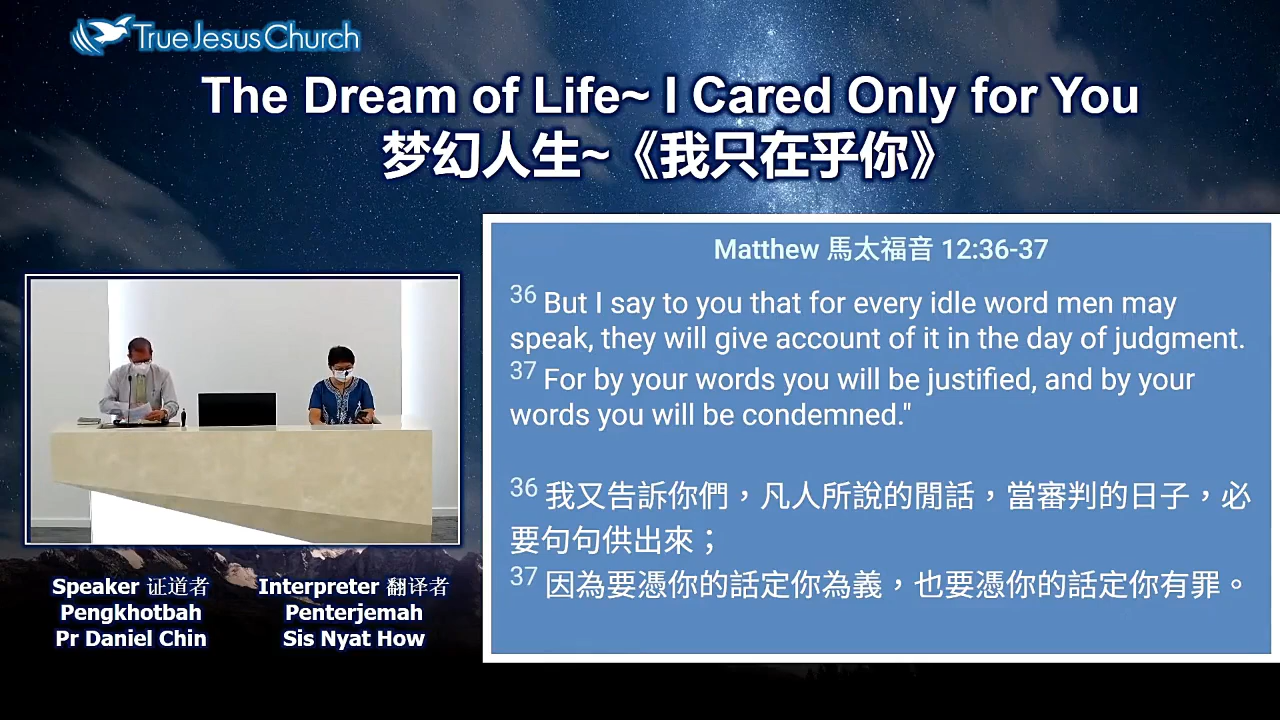 TrueJesusChurch
The Dream of Life~ I Cared Only for You
梦幻人生~《我只在乎你》
Matthew 馬太福音 12:36-37
36 But I say to you that for every idle word men may
speak, they will give account of it in the day of judgment.
37 For by your words you will be justified, and by your
words you will be condemned."
36 我又告訴你們，凡人所說的閒話，當審判的日子，必
要句句供出來；
37 因為要憑你的話定你為義，也要憑你的話定你有罪。
Speaker 证道者
Pengkhotbah
Pr Daniel Chin
Interpreter 翻译者
Penterjemah
Sis Nyat How